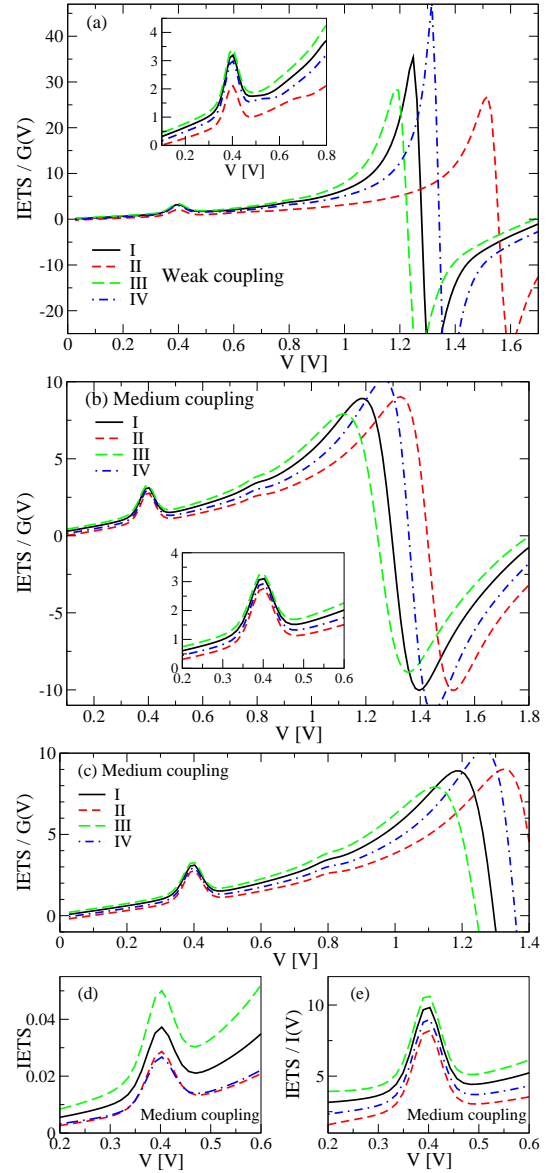 (a)
4
3
2
1
0
0.2
0.4
0.6
0.8
V [V]
40
30
20
10
0
-10
-20
IETS / G(V)
I
II
III
IV
Weak coupling
0
0.2
0.4
0.6
0.8
1
1.2
1.4
1.6
V [V]
(b) Medium coupling
I
II
III
IV
10
5
0
-5
-10
IETS / G(V)
4
3
2
1
0
0.2
0.3
0.4
0.5
0.6
V [V]
0.2
0.4
0.6
0.8
1
1.2
1.4
1.6
1.8
V [V]
(c) Medium coupling
I
II
III
IV
10
5
0
IETS / G(V)
0
0.2
0.4
0.6
0.8
1
1.2
1.4
V [V]
(d)
0.04
0.02
0
IETS
Medium coupling
0.2
0.3
0.4
0.5
0.6
V [V]
(e)
10
5
IETS / I(V)
Medium coupling
0.2
0.3
0.4
0.5
0.6
V [V]